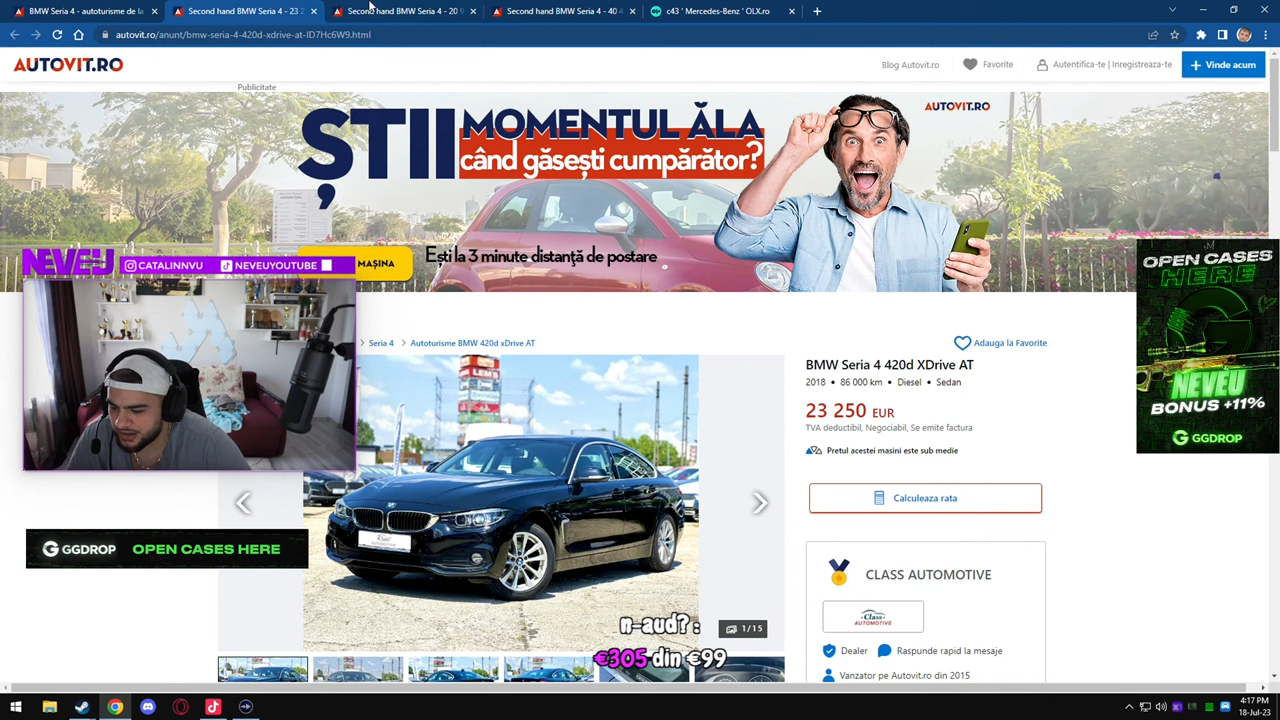 BMW Seria 4 - autoturisme de la
Second hand BMW Seria 4 - 23 2
Second hand BMW Seria 4 - 20 9
Second hand BMW Seria 4 - 40 4
c43 ' Mercedes-Benz ' OLX.ro
autovit.ro/anunt/bmw-seria-4-420d-xdrive-at-ID7Hc6W9.html
AUTOVIT.RO
Blog Autovit.ro
Favorite
Autentifica-te | Inregistreaza-te
+ Vinde acum
Publicitate
ȘTII MOMENTUL ĂLA
când găsești cumpărător?
AUTOVIT.RO
MAȘINA
Ești la 3 minute distanță de postare
NEVEU
CATALINNVU
NEVEUYOUTUBE
OPEN CASES
HERE
NEVEU
BONUS +11%
GGDROP
Seria 4
Autoturisme BMW 420d xDrive AT
Adauga la Favorite
BMW Seria 4 420d XDrive AT
2018 • 86 000 km • Diesel • Sedan
23 250 EUR
TVA deductibil, Negociabil, Se emite factura
Pretul acestei masini este sub medie
Calculeaza rata
CLASS AUTOMOTIVE
Class
AUTOMOTIVE
Dealer
Raspunde rapid la mesaje
Vanzator pe Autovit.ro din 2015
GGDROP OPEN CASES HERE
LEM'S
n-aud? :
€305 din €99
1/15
4:17 PM
18-Jul-23